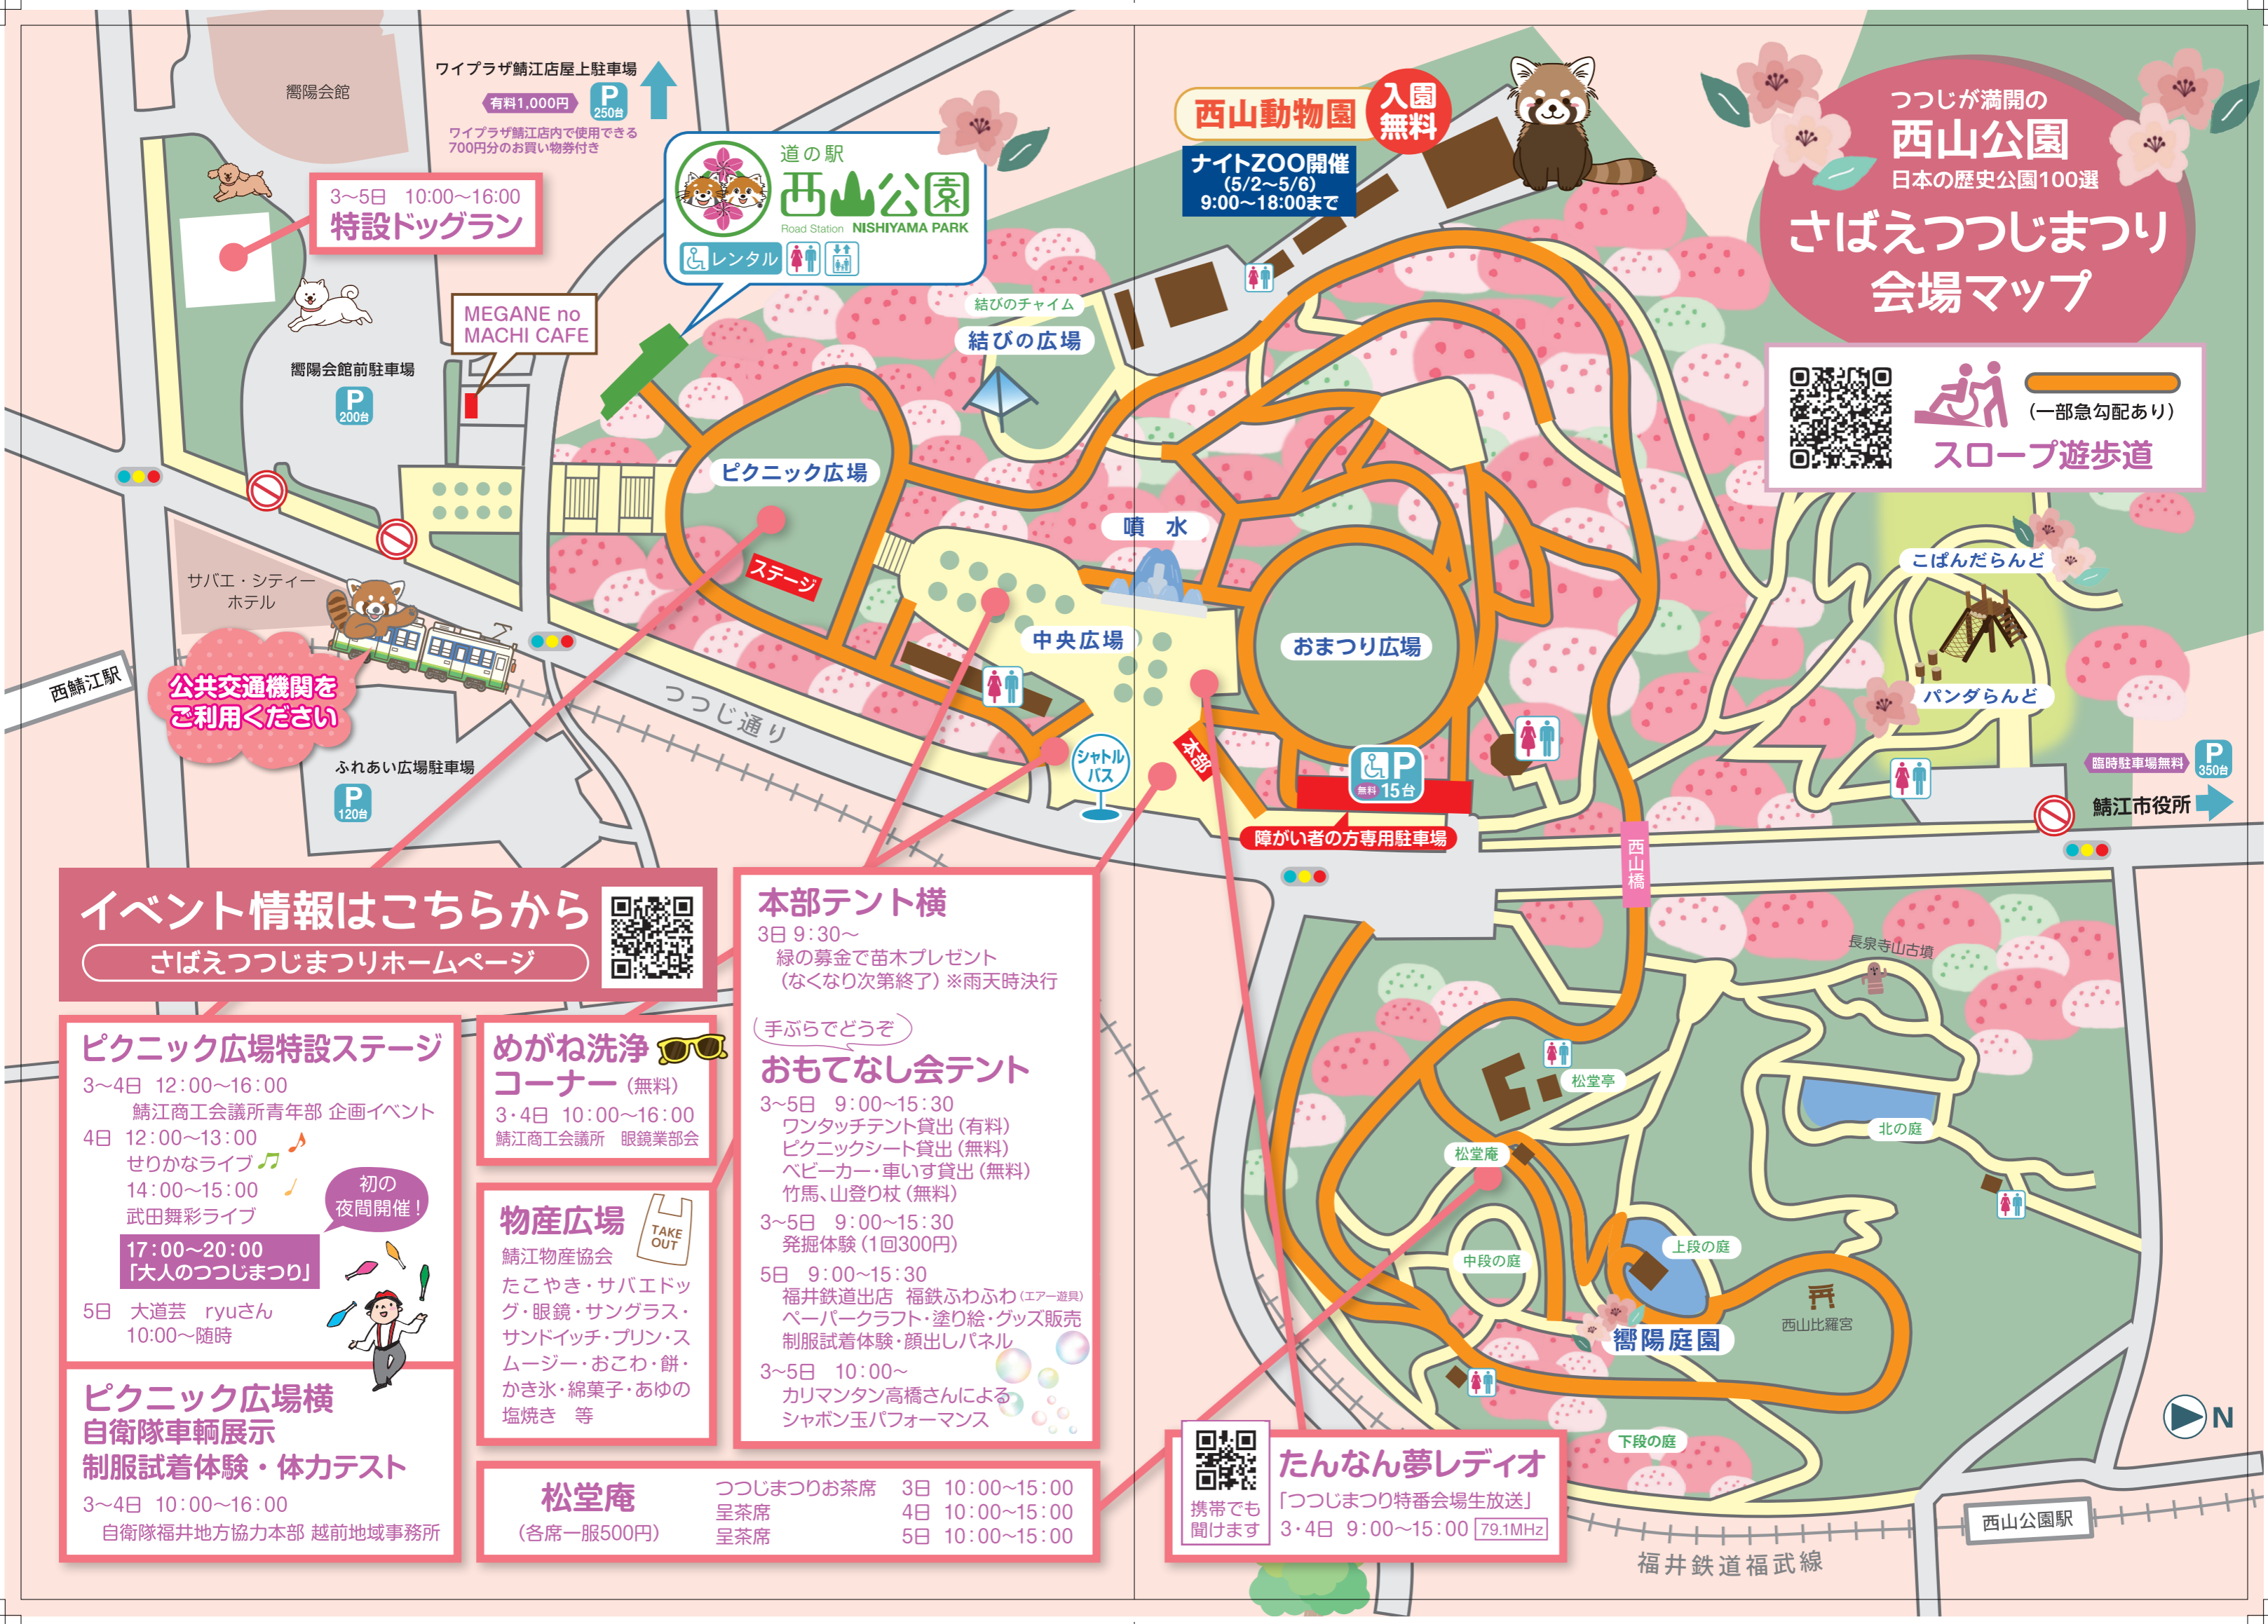 嚮陽会館
ワイプラザ鯖江店屋上駐車場
有料1,000円
P
250台
ワイプラザ鯖江店内で使用できる
700円分のお買い物券付き
3〜5日　10:00〜16:00
特設ドッグラン
道の駅
西山公園
Road Station NISHIYAMA PARK
レンタル
MEGANE no
MACHI CAFE
嚮陽会館前駐車場
P
200台
西山動物園
入園
無料
ナイトZOO開催
(5/2〜5/6)
9:00〜18:00まで
つつじが満開の
西山公園
日本の歴史公園100選
さばえつつじまつり
会場マップ
(一部急勾配あり)
スロープ遊歩道
結びのチャイム
結びの広場
ピクニック広場
ステージ
噴　水
中央広場
おまつり広場
こぱんだらんど
パンダらんど
サバエ・シティー
ホテル
西鯖江駅
公共交通機関を
ご利用ください
つつじ通り
ふれあい広場駐車場
P
120台
シャトル
バス
本部
P
無料 15台
障がい者の方専用駐車場
西山橋
臨時駐車場無料
P
350台
鯖江市役所
長泉寺山古墳
松堂亭
松堂庵
北の庭
中段の庭
上段の庭
嚮陽庭園
西山比羅宮
下段の庭
N
西山公園駅
福井鉄道福武線
イベント情報はこちらから
さばえつつじまつりホームページ
ピクニック広場特設ステージ
3〜4日 12:00〜16:00
鯖江商工会議所青年部 企画イベント
4日 12:00〜13:00
せりかなライブ
14:00〜15:00
武田舞彩ライブ
初の
夜間開催！
17:00〜20:00
「大人のつつじまつり」
5日　大道芸　ryuさん
10:00〜随時
ピクニック広場横
自衛隊車輌展示
制服試着体験・体力テスト
3〜4日 10:00〜16:00
自衛隊福井地方協力本部 越前地域事務所
めがね洗浄
コーナー (無料)
3・4日 10:00〜16:00
鯖江商工会議所　眼鏡業部会
物産広場
TAKE
OUT
鯖江物産協会
たこやき・サバエドッ
グ・眼鏡・サングラス・
サンドイッチ・プリン・ス
ムージー・おこわ・餅・
かき氷・綿菓子・あゆの
塩焼き　等
本部テント横
3日 9:30〜
緑の募金で苗木プレゼント
(なくなり次第終了) ※雨天時決行
手ぶらでどうぞ
おもてなし会テント
3〜5日　9:00〜15:30
ワンタッチテント貸出 (有料)
ピクニックシート貸出 (無料)
ベビーカー・車いす貸出 (無料)
竹馬、山登り杖 (無料)
3〜5日　9:00〜15:30
発掘体験 (1回300円)
5日　9:00〜15:30
福井鉄道出店　福鉄ふわふわ (エアー遊具)
ペーパークラフト・塗り絵・グッズ販売
制服試着体験・顔出しパネル
3〜5日　10:00〜
カリマンタン高橋さんによる
シャボン玉パフォーマンス
松堂庵
(各席一服500円)
つつじまつりお茶席　3日 10:00〜15:00
呈茶席　4日 10:00〜15:00
呈茶席　5日 10:00〜15:00
携帯でも
聞けます
たんなん夢レディオ
「つつじまつり特番会場生放送」
3・4日 9:00〜15:00 79.1MHz